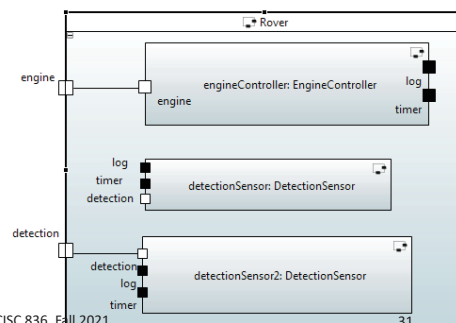 Rover
engine
engineController: EngineController
log
engine
timer
log
timer
detectionSensor: DetectionSensor
detection
detection
detection
detectionSensor2: DetectionSensor
log
timer
CISC 836, Fall 2021
31